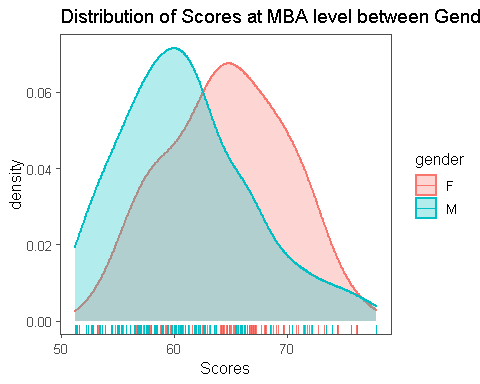 Distribution of Scores at MBA level between Gend
0.06
0.04
0.02
0.00
density
50
60
70
Scores
gender
F
M